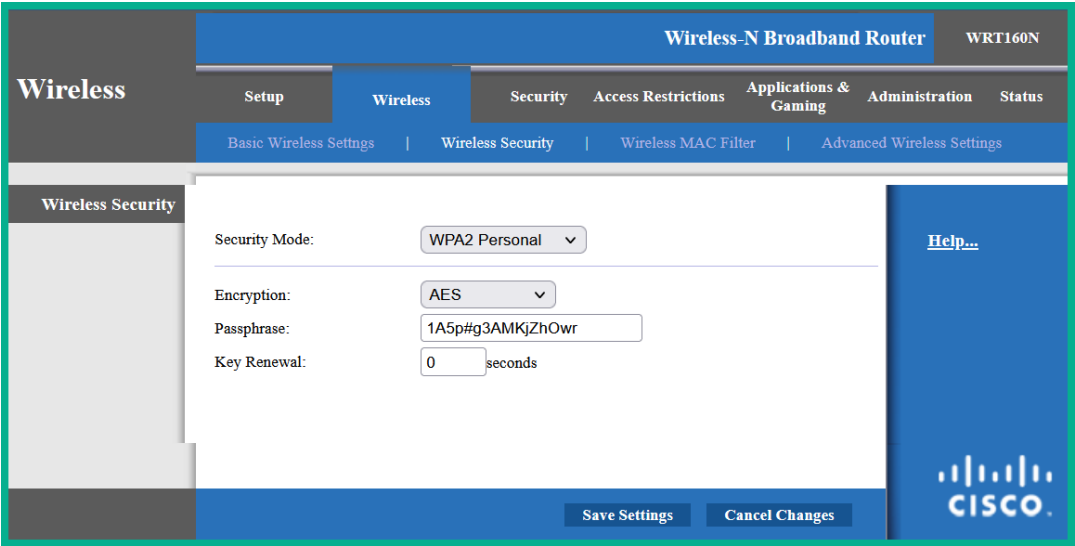 Wireless-N Broadband Router WRT160N
Wireless
Setup Wireless Security Access Restrictions Applications & Gaming Administration Status
Basic Wireless Settngs | Wireless Security | Wireless MAC Filter | Advanced Wireless Settings
Wireless Security
Security Mode: WPA2 Personal
Help...
Encryption: AES
Passphrase: 1A5p#g3AMKjZhOwr
Key Renewal: 0 seconds
CISCO.
Save Settings Cancel Changes